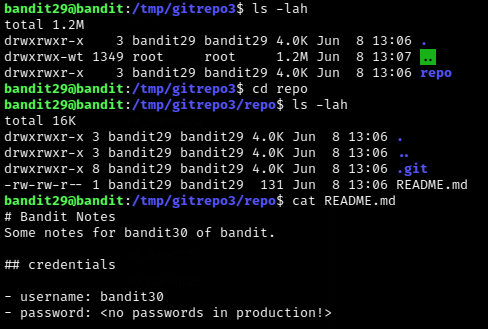 bandit29@bandit:/tmp/gitrepo3$ ls -lah
total 1.2M
drwxrwxr-x    3 bandit29 bandit29 4.0K Jun  8 13:06 .
drwxrwx-wt 1349 root     root     1.2M Jun  8 13:07 ..
drwxrwxr-x    3 bandit29 bandit29 4.0K Jun  8 13:06 repo
bandit29@bandit:/tmp/gitrepo3$ cd repo
bandit29@bandit:/tmp/gitrepo3/repo$ ls -lah
total 16K
drwxrwxr-x 3 bandit29 bandit29 4.0K Jun  8 13:06 .
drwxrwxr-x 3 bandit29 bandit29 4.0K Jun  8 13:06 ..
drwxrwxr-x 8 bandit29 bandit29 4.0K Jun  8 13:06 .git
-rw-rw-r-- 1 bandit29 bandit29  131 Jun  8 13:06 README.md
bandit29@bandit:/tmp/gitrepo3/repo$ cat README.md
# Bandit Notes
Some notes for bandit30 of bandit.
## credentials
- username: bandit30
- password: <no passwords in production!>